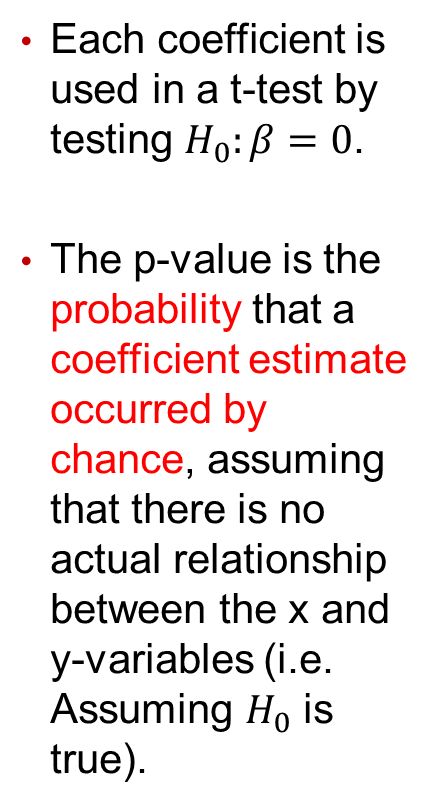 • Each coefficient is
used in a t-test by
testing 𝐻₀: 𝛽 = 0.
• The p-value is the
probability that a
coefficient estimate
occurred by
chance, assuming
that there is no
actual relationship
between the x and
y-variables (i.e.
Assuming 𝐻₀ is
true).